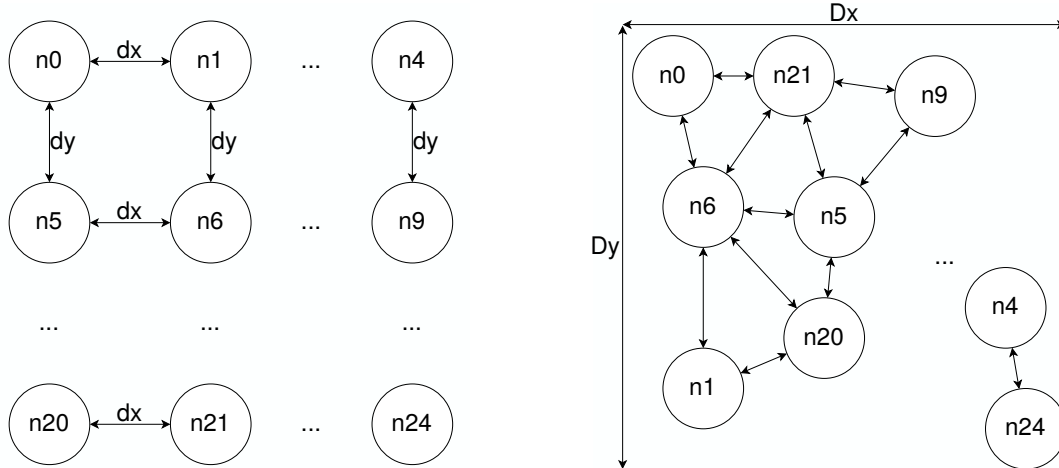 n0 dx n1 ... n4
dy dy dy
n5 dx n6 ... n9
... ... ...
n20 dx n21 ... n24
Dx
n0 n21 n9
n6 n5
Dy
...
n4
n20
n1
n24